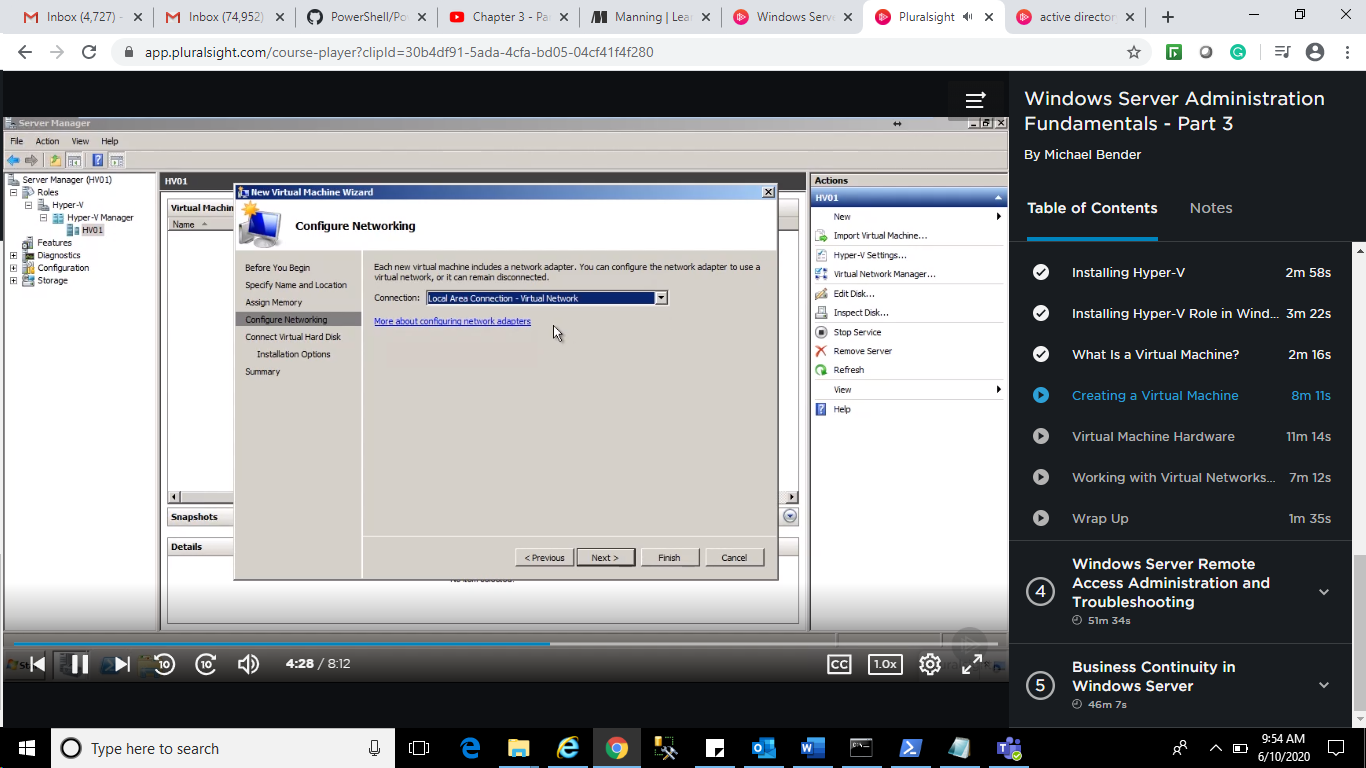 Inbox (4,727) -
Inbox (74,952)
PowerShell/Po
Chapter 3 - Pa
Manning | Lea
Windows Serv
Pluralsight
active director
app.pluralsight.com/course-player?clipId=30b4df91-5ada-4cfa-bd05-04cf41f4f280
Server Manager
File Action View Help
Server Manager (HV01)
Roles
Hyper-V
Hyper-V Manager
HV01
Features
Diagnostics
Configuration
Storage
HV01
Virtual Machin
Name
Snapshots
Details
New Virtual Machine Wizard
Configure Networking
Before You Begin
Specify Name and Location
Assign Memory
Configure Networking
Connect Virtual Hard Disk
Installation Options
Summary
Each new virtual machine includes a network adapter. You can configure the network adapter to use a
virtual network, or it can remain disconnected.
Connection: Local Area Connection - Virtual Network
More about configuring network adapters
< Previous Next > Finish Cancel
Actions
HV01
New
Import Virtual Machine...
Hyper-V Settings...
Virtual Network Manager...
Edit Disk...
Inspect Disk...
Stop Service
Remove Server
Refresh
View
Help
10 10 4:28 / 8:12 CC 1.0x
Windows Server Administration
Fundamentals - Part 3
By Michael Bender
Table of Contents Notes
Installing Hyper-V 2m 58s
Installing Hyper-V Role in Wind... 3m 22s
What Is a Virtual Machine? 2m 16s
Creating a Virtual Machine 8m 11s
Virtual Machine Hardware 11m 14s
Working with Virtual Networks... 7m 12s
Wrap Up 1m 35s
4 Windows Server Remote
Access Administration and
Troubleshooting
51m 34s
5 Business Continuity in
Windows Server
46m 7s
Type here to search
9:54 AM
6/10/2020